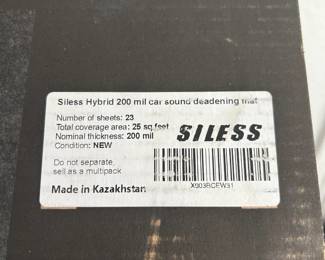 Siless Hybrid 200 mil car sound deadening mat
Number of sheets: 23
Total coverage area: 25 sq.feet
Nominal thickness: 200 mil
Condition: NEW
SILESS
Do not separate,
sell as a multipack
X003RCEW31
Made in Kazakhstan